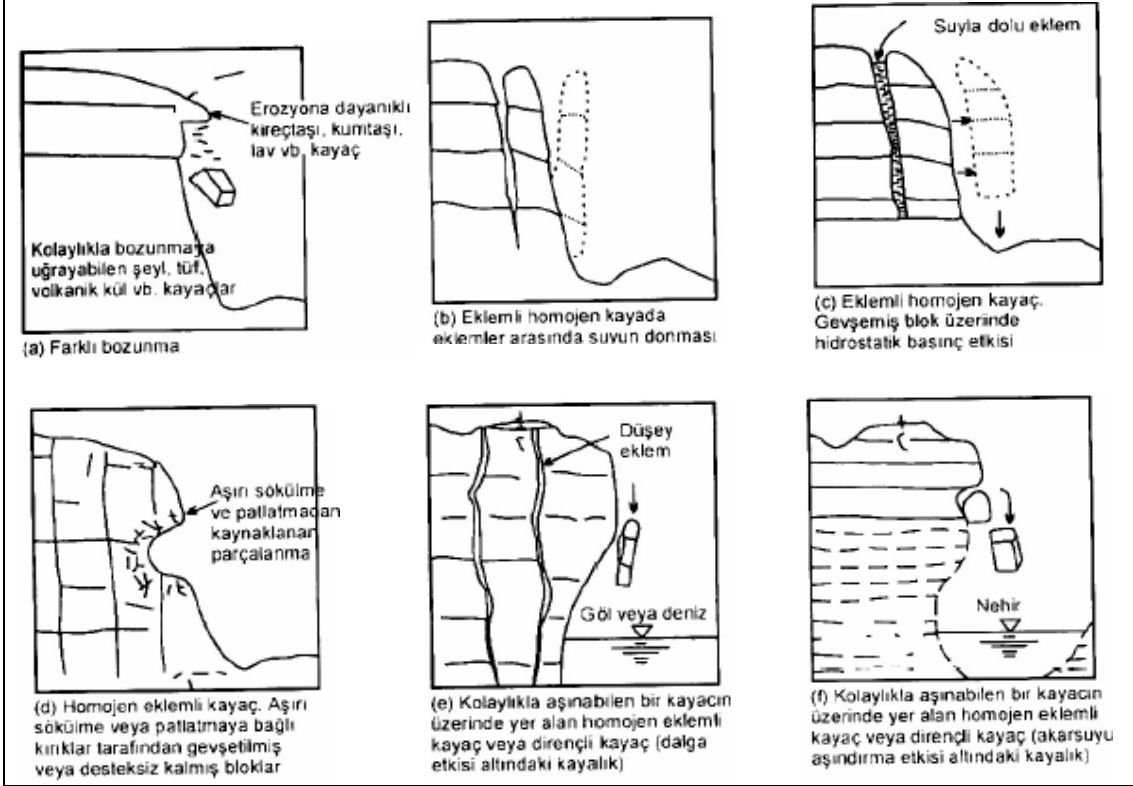 Erozyona dayanıklı
kireçtaşı, kumtaşı,
lav vb. kayaç
Kolaylıkla bozunmaya
uğrayabilen şeyl, tüf,
volkanik kül vb. kayaçlar
(a) Farklı bozunma
(b) Eklemli homojen kayada
eklemler arasında suyun donması
Suyla dolu eklem
(c) Eklemli homojen kayaç.
Gevşemiş blok üzerinde
hidrostatik basınç etkisi
Aşırı sökülme
ve patlatmadan
kaynaklanan
parçalanma
(d) Homojen eklemli kayaç. Aşırı
sökülme veya patlatmaya bağlı
kırıklar tarafından gevşetilmiş
veya desteksiz kalmış bloklar
Düşey
eklem
Göl veya deniz
(e) Kolaylıkla aşınabilen bir kayacın
üzerinde yer alan homojen eklemli
kayaç veya dirençli kayaç (dalga
etkisi altındaki kayalık)
Nehir
(f) Kolaylıkla aşınabilen bir kayacın
üzerinde yer alan homojen eklemli
kayaç veya dirençli kayaç (akarsuyu
aşındırma etkisi altındaki kayalık)